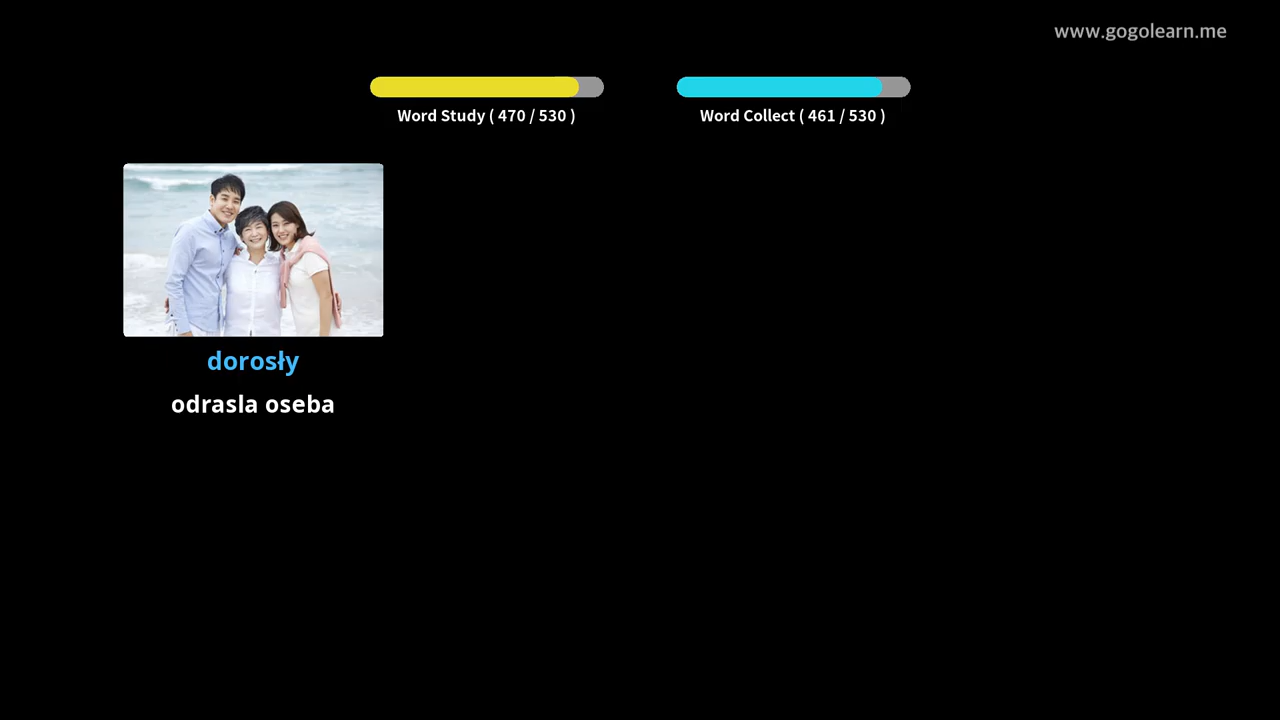 www.gogolearn.me
Word Study ( 470 / 530 )
Word Collect ( 461 / 530 )
dorosły
odrasla oseba